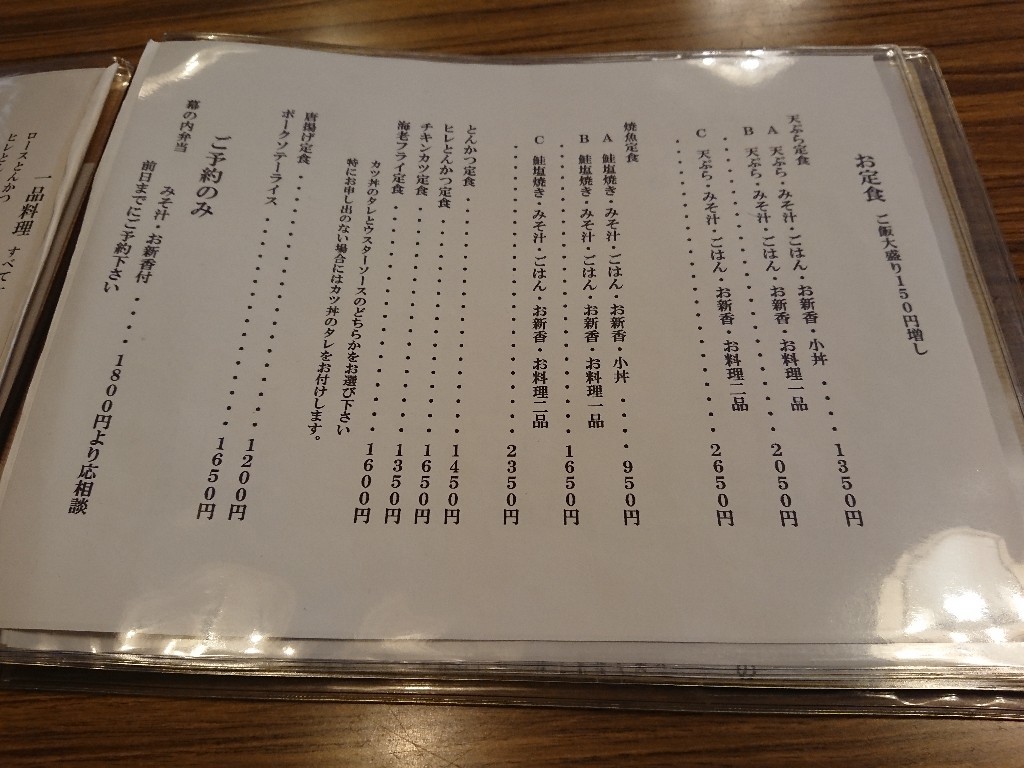 お定食 ご飯大盛り150円増し
天ぷら定食
A 天ぷら・みそ汁・ごはん・お新香・小丼 ・・・・1350円
B 天ぷら・みそ汁・ごはん・お新香・お料理一品
・・・・・・・・・・・・・・・・・・・2050円
C 天ぷら・みそ汁・ごはん・お新香・お料理二品
・・・・・・・・・・・・・・・・・・・2650円
焼魚定食
A 鮭塩焼き・みそ汁・ごはん・お新香・小丼 ・・・・950円
B 鮭塩焼き・みそ汁・ごはん・お新香・お料理一品
・・・・・・・・・・・・・・・・・・・1650円
C 鮭塩焼き・みそ汁・ごはん・お新香・お料理二品
・・・・・・・・・・・・・・・・・・・2350円
とんかつ定食・・・・・・・・・・・・・・・1450円
ヒレとんかつ定食・・・・・・・・・・・・・1650円
チキンカツ定食・・・・・・・・・・・・・・1350円
海老フライ定食・・・・・・・・・・・・・・1600円
カツ丼のタレとウスターソースのどちらかをお選び下さい
特にお申し出のない場合にはカツ丼のタレをお付けします。
唐揚げ定食・・・・・・・・・・・・・・・・1200円
ポークソテーライス・・・・・・・・・・・・1650円
ご予約のみ
幕の内弁当 みそ汁・お新香付・・・・1800円より応相談
前日までにご予約下さい
一品料理 すべて
ロースとんかつ
ヒレとんかつ